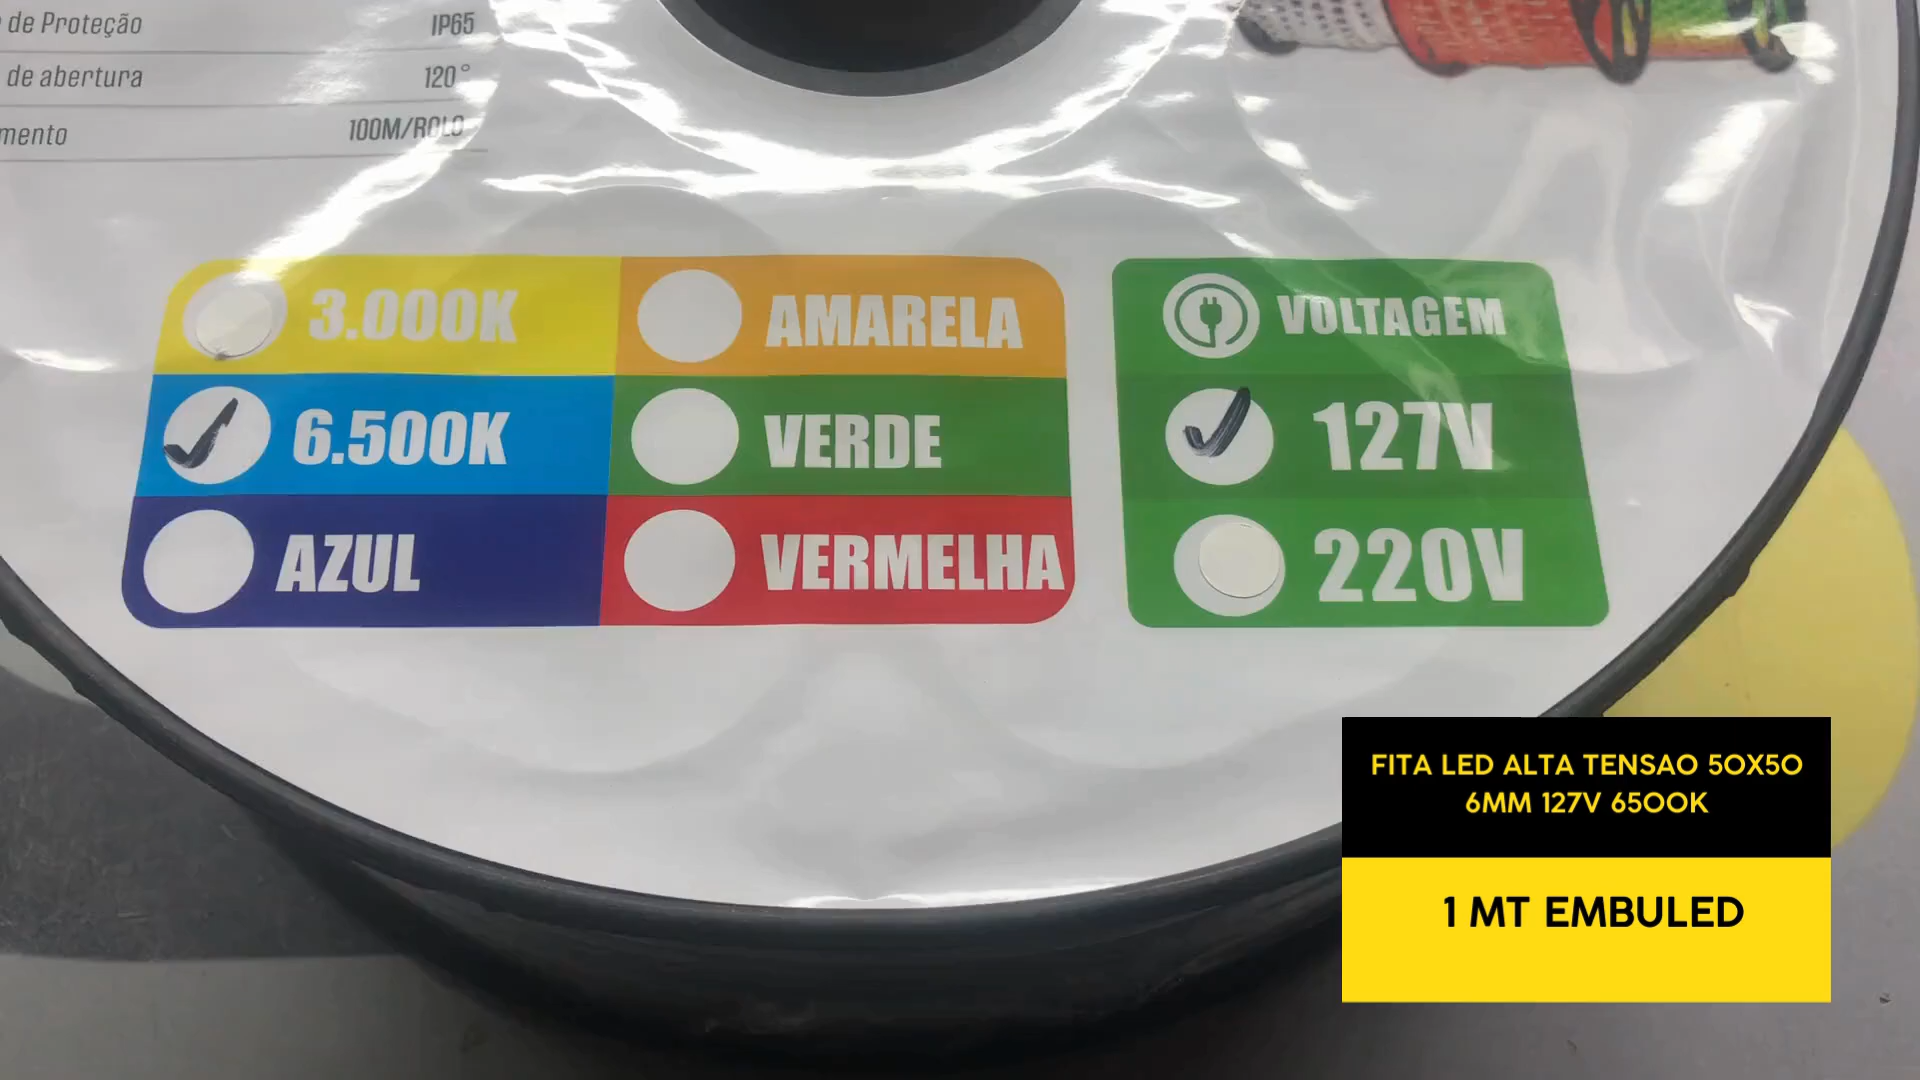 de Proteção IP65
de abertura 120°
mento 100M/ROLO
3.000K
AMARELA
6.500K
VERDE
AZUL
VERMELHA
VOLTAGEM
127V
220V
FITA LED ALTA TENSAO 50X50
6MM 127V 6500K
1 MT EMBULED